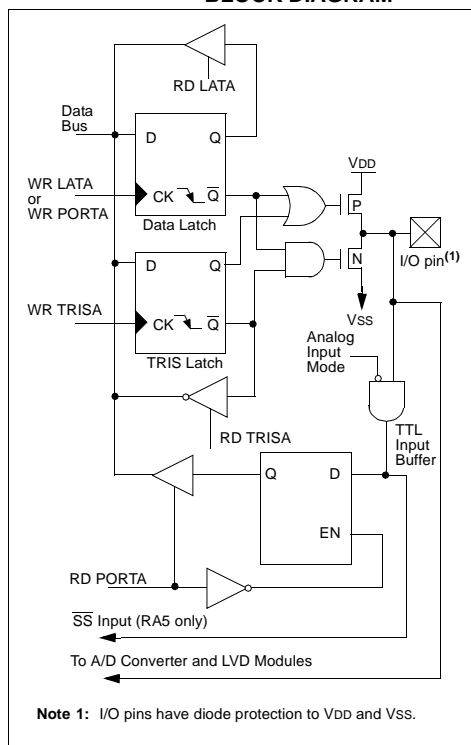 BLOCK DIAGRAM
RD LATA
Data
Bus
D Q
WR LATA
or
WR PORTA
CK Q̅
Data Latch
VDD
P
I/O pin(1)
N
VSS
D Q
WR TRISA
CK Q̅
TRIS Latch
Analog
Input
Mode
TTL
Input
Buffer
RD TRISA
Q D
EN
RD PORTA
S̅S̅ Input (RA5 only)
To A/D Converter and LVD Modules
Note 1: I/O pins have diode protection to VDD and VSS.